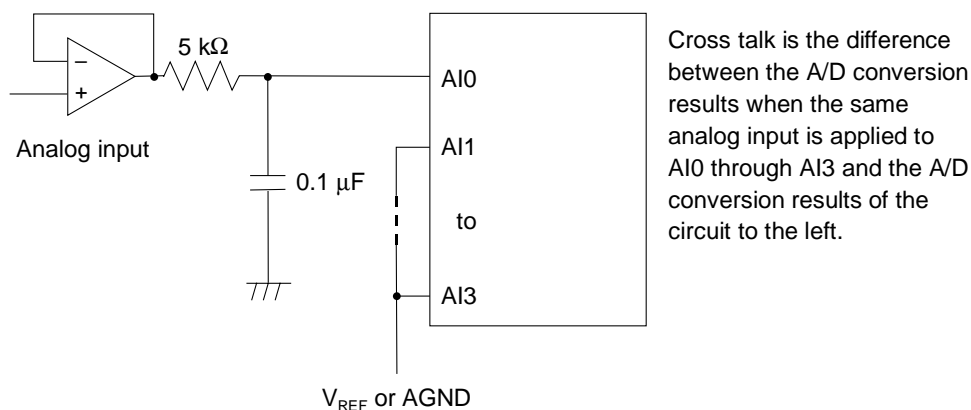 5 kΩ
−
+
Analog input
0.1 μF
AI0
AI1
to
AI3
V_REF or AGND
Cross talk is the difference
between the A/D conversion
results when the same
analog input is applied to
AI0 through AI3 and the A/D
conversion results of the
circuit to the left.